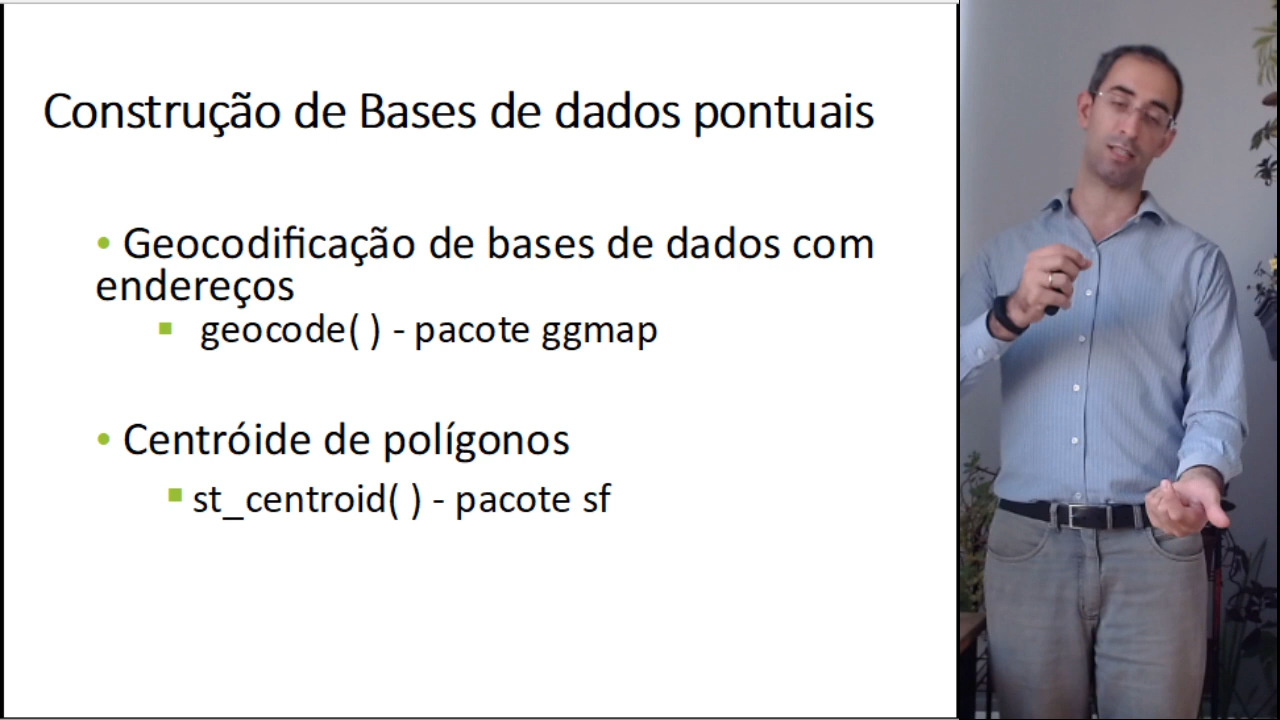 Construção de Bases de dados pontuais
• Geocodificação de bases de dados com
endereços
▪ geocode( ) - pacote ggmap
• Centróide de polígonos
▪ st_centroid( ) - pacote sf